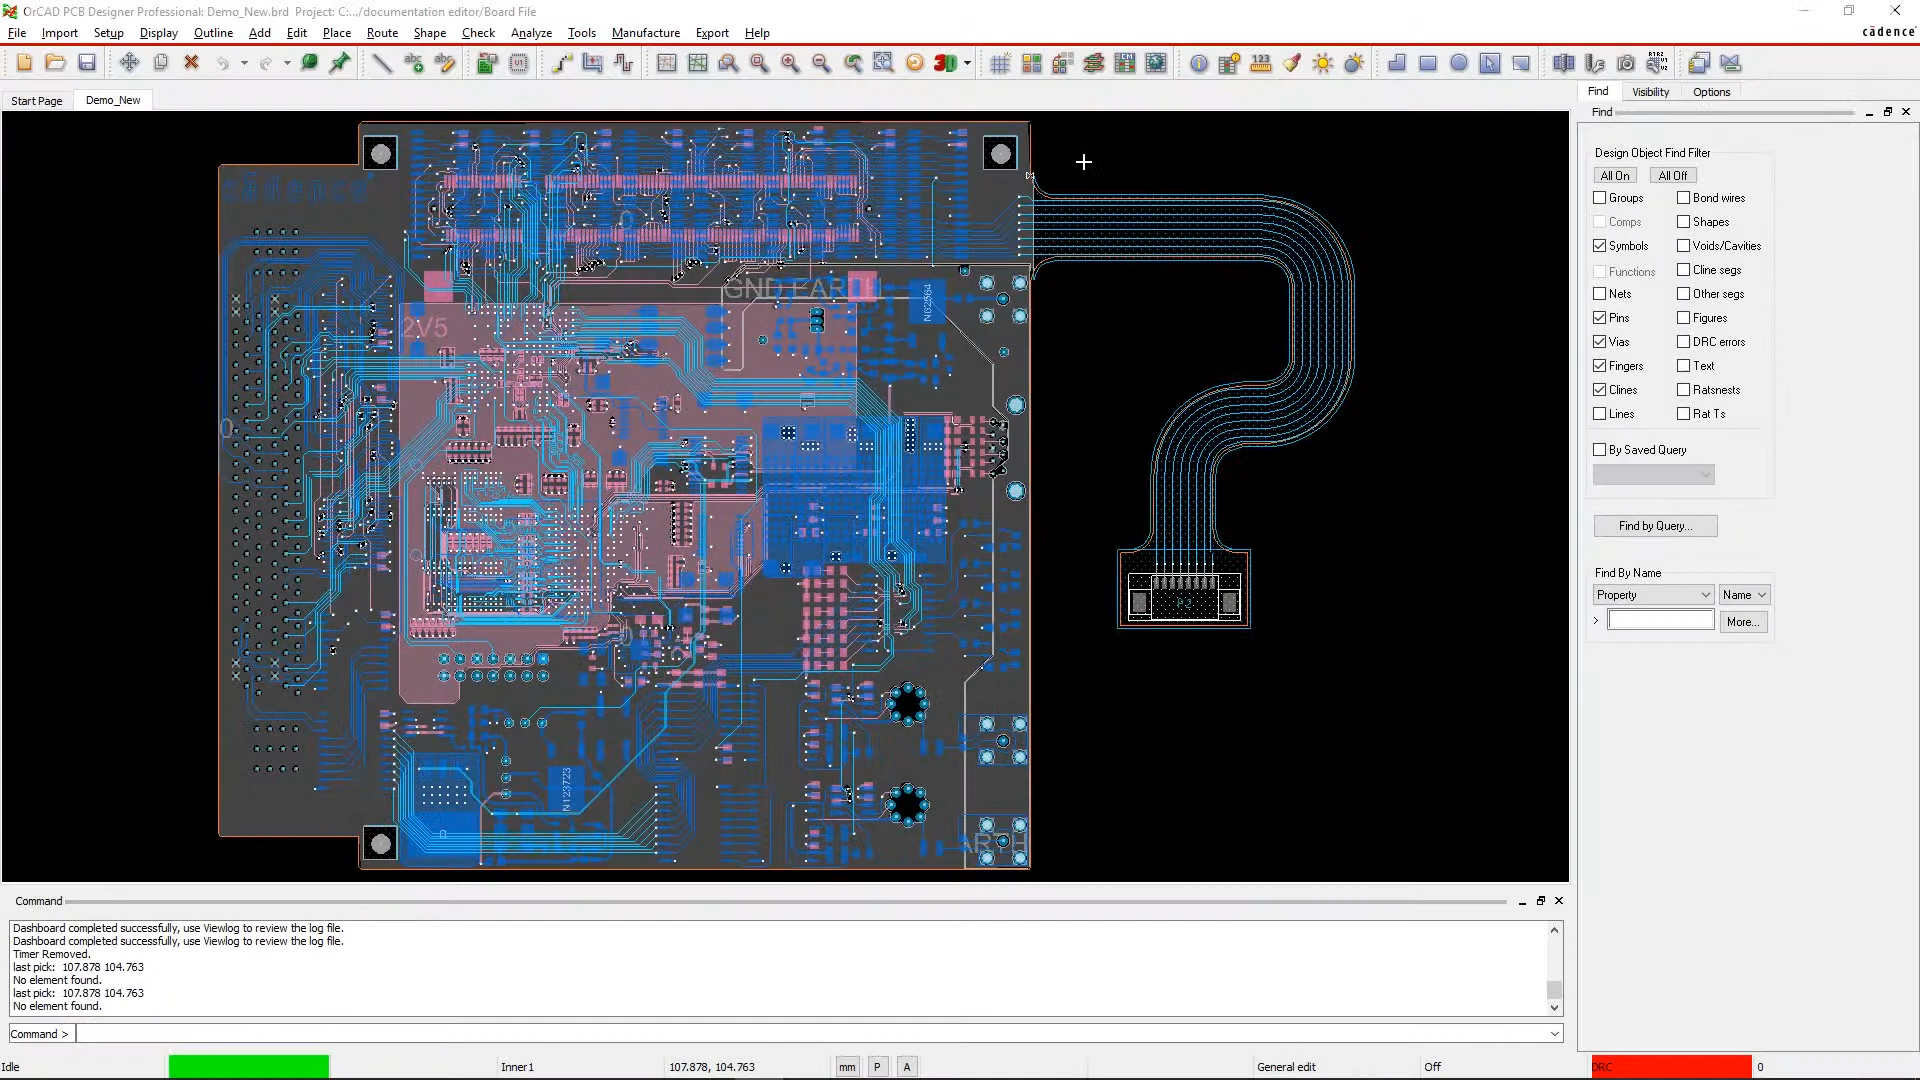 OrCAD PCB Designer Professional: Demo_New.brd Project: C:.../documentation editor/Board File
File Import Setup Display Outline Add Edit Place Route Shape Check Analyze Tools Manufacture Export Help
cādence
Start Page Demo_New
Find Visibility Options
Find
Design Object Find Filter
All On All Off
Groups Bond wires
Comps Shapes
Symbols Voids/Cavities
Functions Cline segs
Nets Other segs
Pins Figures
Vias DRC errors
Fingers Text
Clines Ratsnests
Lines Rat Ts
By Saved Query
Find by Query...
Find By Name
Property Name
> More...
cadence
GND EARTH
N62564
2V5
P2
N123723
ARTH
Command
Dashboard completed successfully, use Viewlog to review the log file.
Dashboard completed successfully, use Viewlog to review the log file.
Timer Removed.
last pick: 107.878 104.763
No element found.
last pick: 107.878 104.763
No element found.
Command >
Idle Inner1 107.878, 104.763 mm P A General edit Off DRC 0